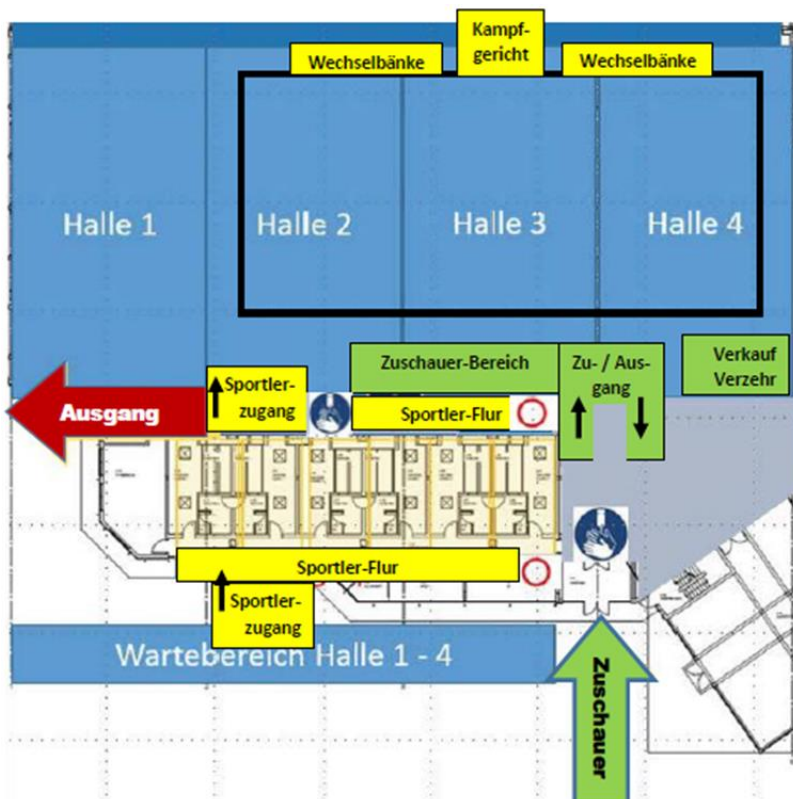 Kampf-
gericht
Wechselbänke
Wechselbänke
Halle 1
Halle 2
Halle 3
Halle 4
Zuschauer-Bereich
Zu- / Aus-
gang
Verkauf
Verzehr
Ausgang
Sportler-
zugang
Sportler-Flur
Sportler-Flur
Sportler-
zugang
Wartebereich Halle 1 - 4
Zuschauer